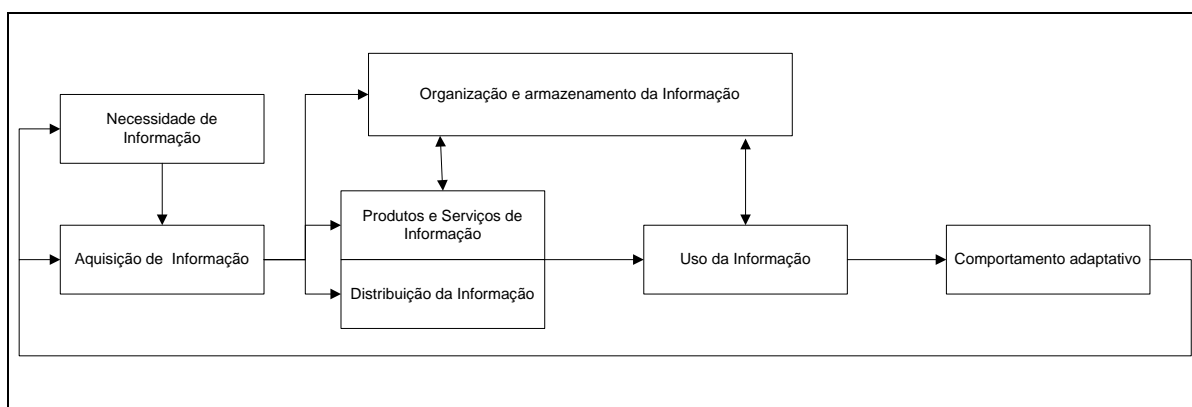 Organização e armazenamento da Informação
Necessidade de
Informação
Produtos e Serviços de
Informação
Aquisição de Informação
Distribuição da Informação
Uso da Informação
Comportamento adaptativo